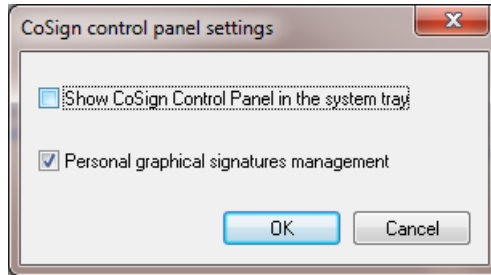 CoSign control panel settings
Show CoSign Control Panel in the system tray
Personal graphical signatures management
OK Cancel